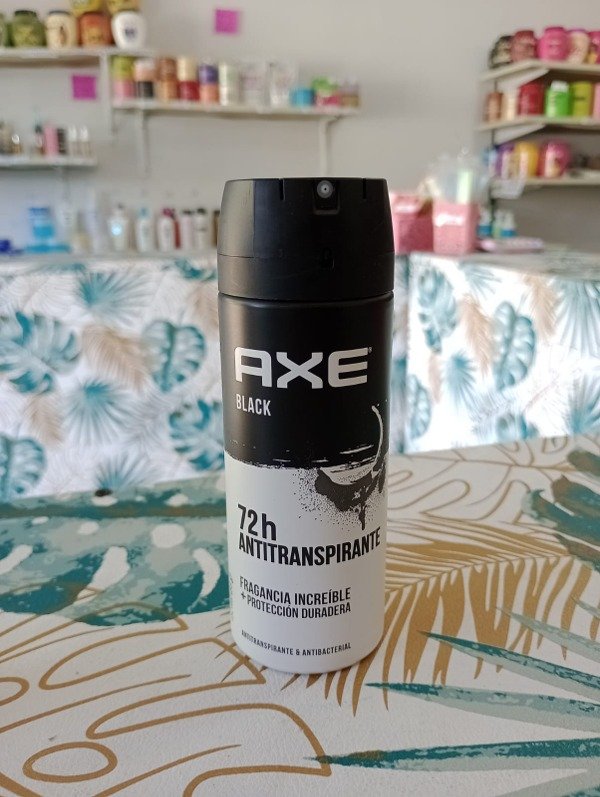 AXE
BLACK
72h
ANTITRANSPIRANTE
FRAGANCIA INCREÍBLE
+ PROTECCIÓN DURADERA
ANTITRANSPIRANTE & ANTIBACTERIAL